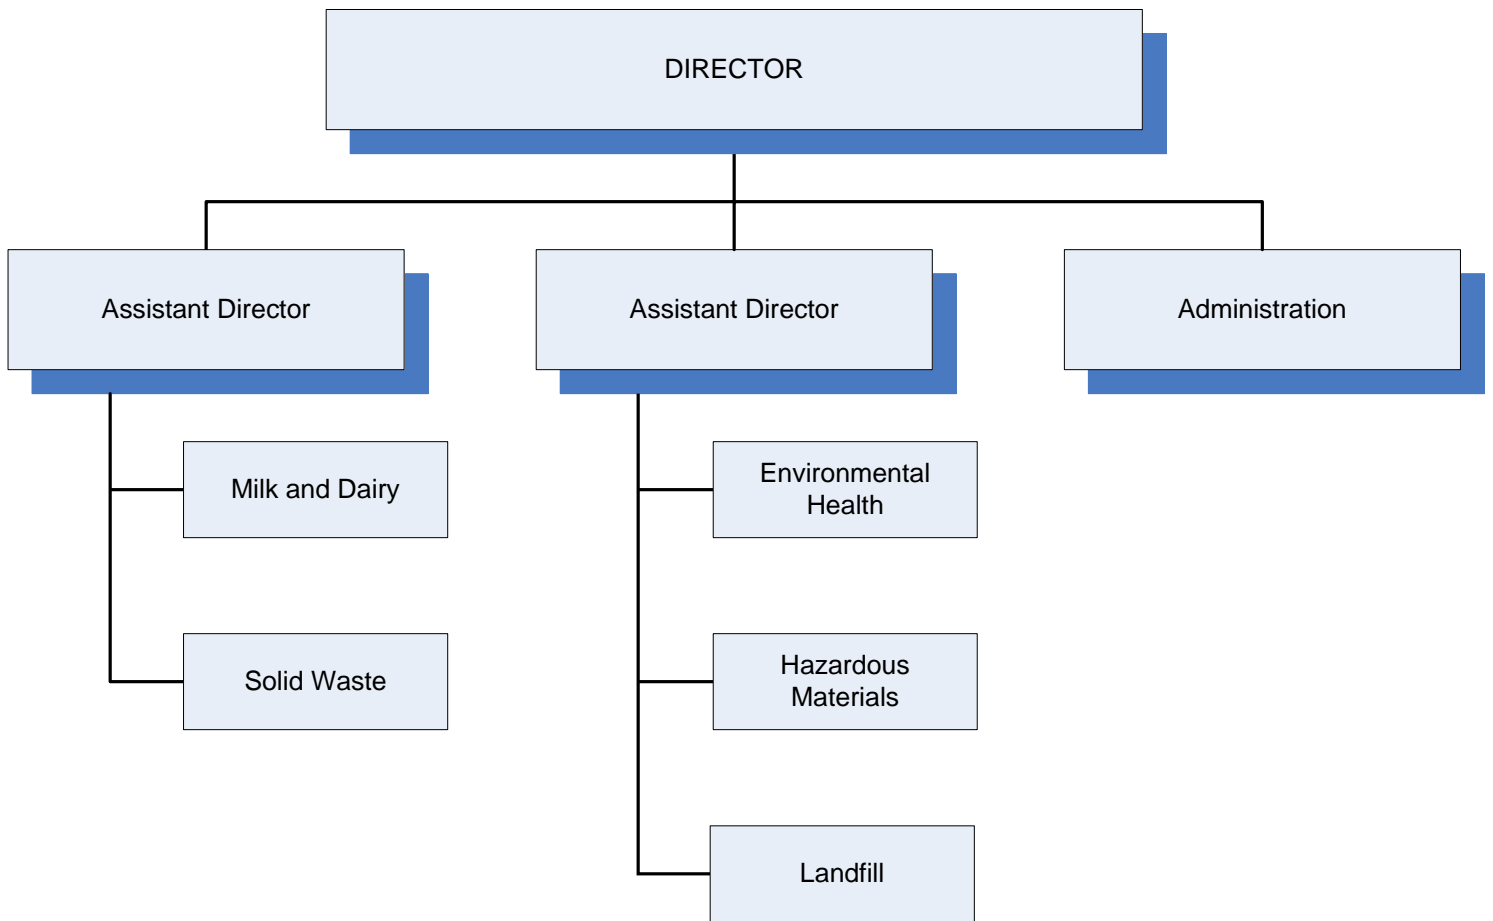 DIRECTOR
Assistant Director
Assistant Director
Administration
Milk and Dairy
Environmental
Health
Solid Waste
Hazardous
Materials
Landfill